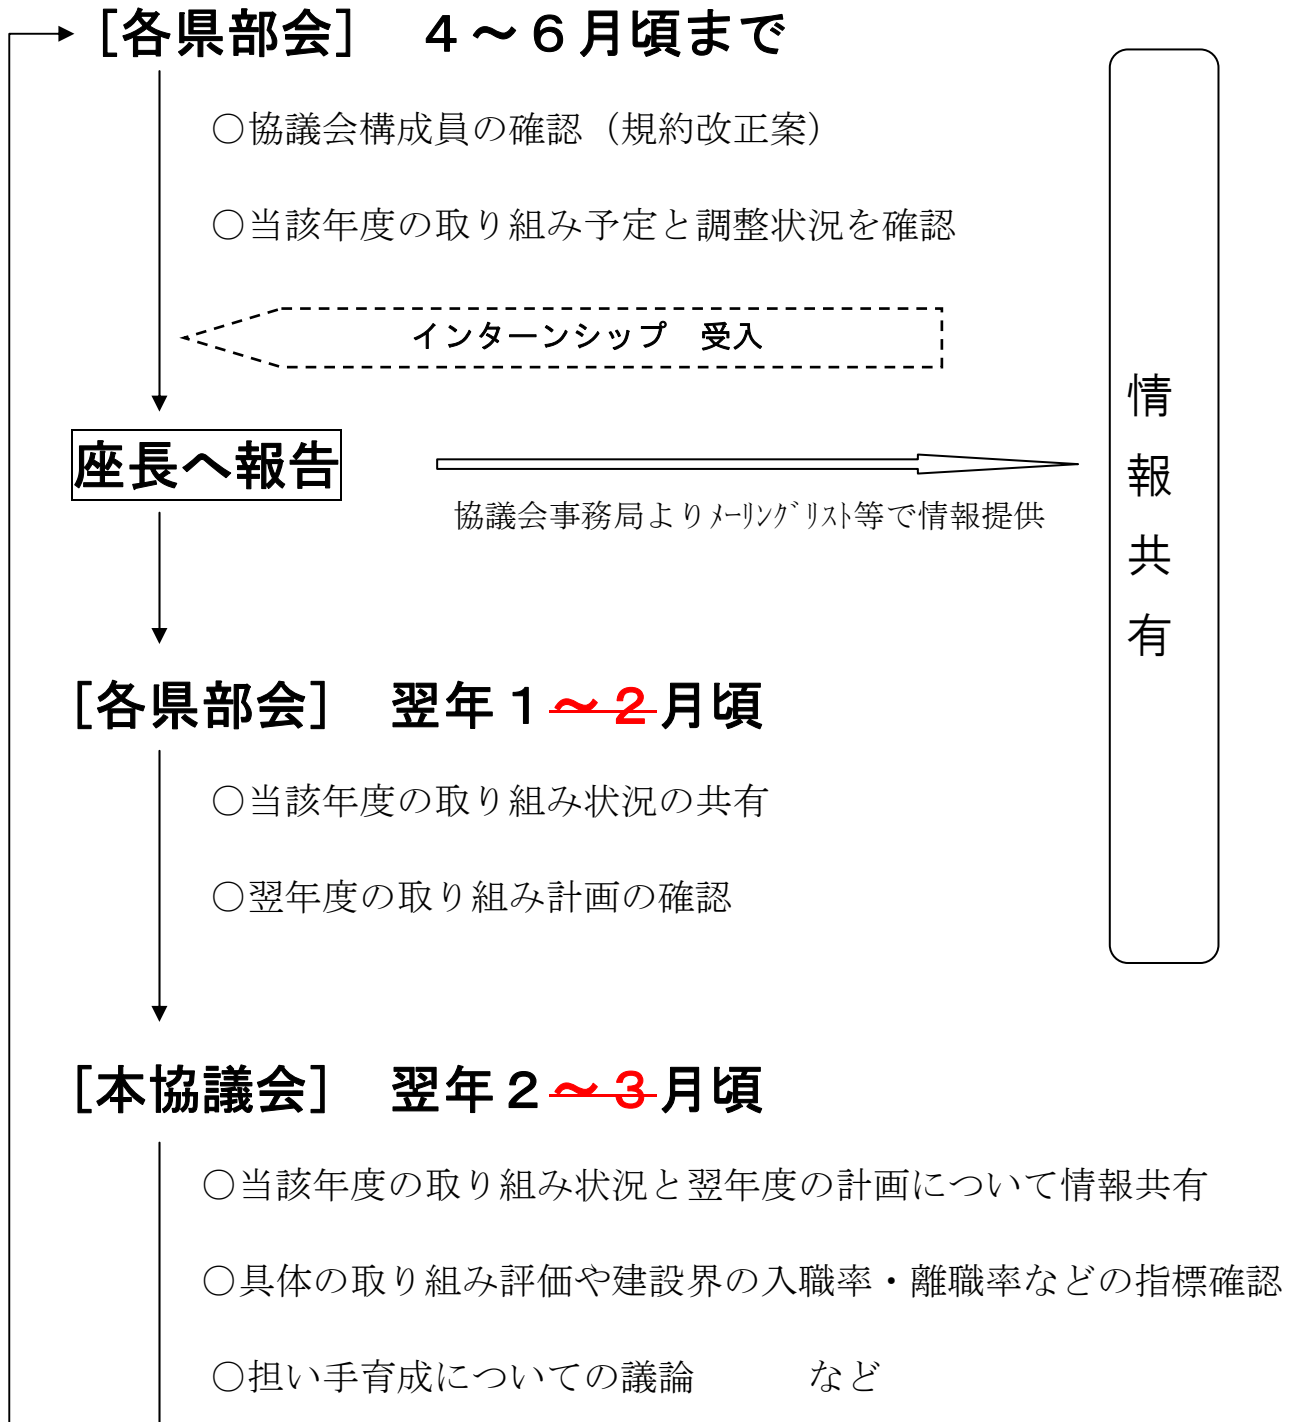 ［各県部会］　４～６月頃まで
○協議会構成員の確認（規約改正案）
○当該年度の取り組み予定と調整状況を確認
インターンシップ　受入
座長へ報告
協議会事務局よりﾒｰﾘﾝｸﾞﾘｽﾄ等で情報提供
情報共有
［各県部会］　翌年１～２月頃
○当該年度の取り組み状況の共有
○翌年度の取り組み計画の確認
［本協議会］　翌年２～３月頃
○当該年度の取り組み状況と翌年度の計画について情報共有
○具体の取り組み評価や建設界の入職率・離職率などの指標確認
○担い手育成についての議論　　　など